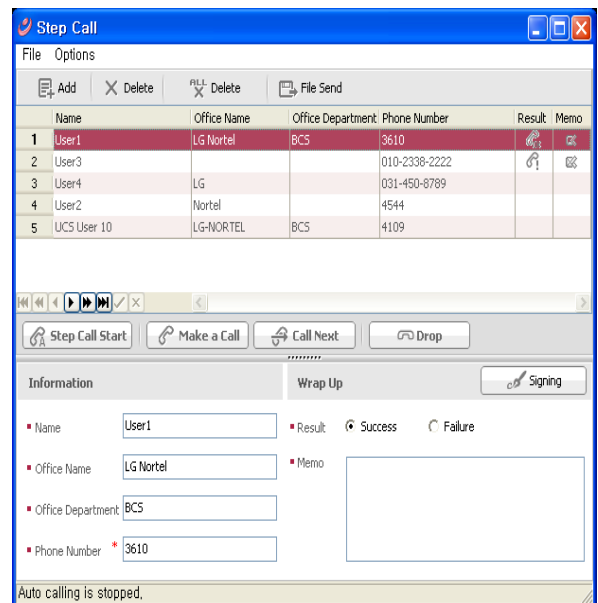 Step Call
File Options
Add Delete ALL Delete File Send
Name Office Name Office Department Phone Number Result Memo
1 User1 LG Nortel BCS 3610
2 User3 010-2338-2222
3 User4 LG 031-450-8789
4 User2 Nortel 4544
5 UCS User 10 LG-NORTEL BCS 4109
Step Call Start Make a Call Call Next Drop
Information Wrap Up Signing
Name User1 Result Success Failure
Office Name LG Nortel Memo
Office Department BCS
Phone Number * 3610
Auto calling is stopped,